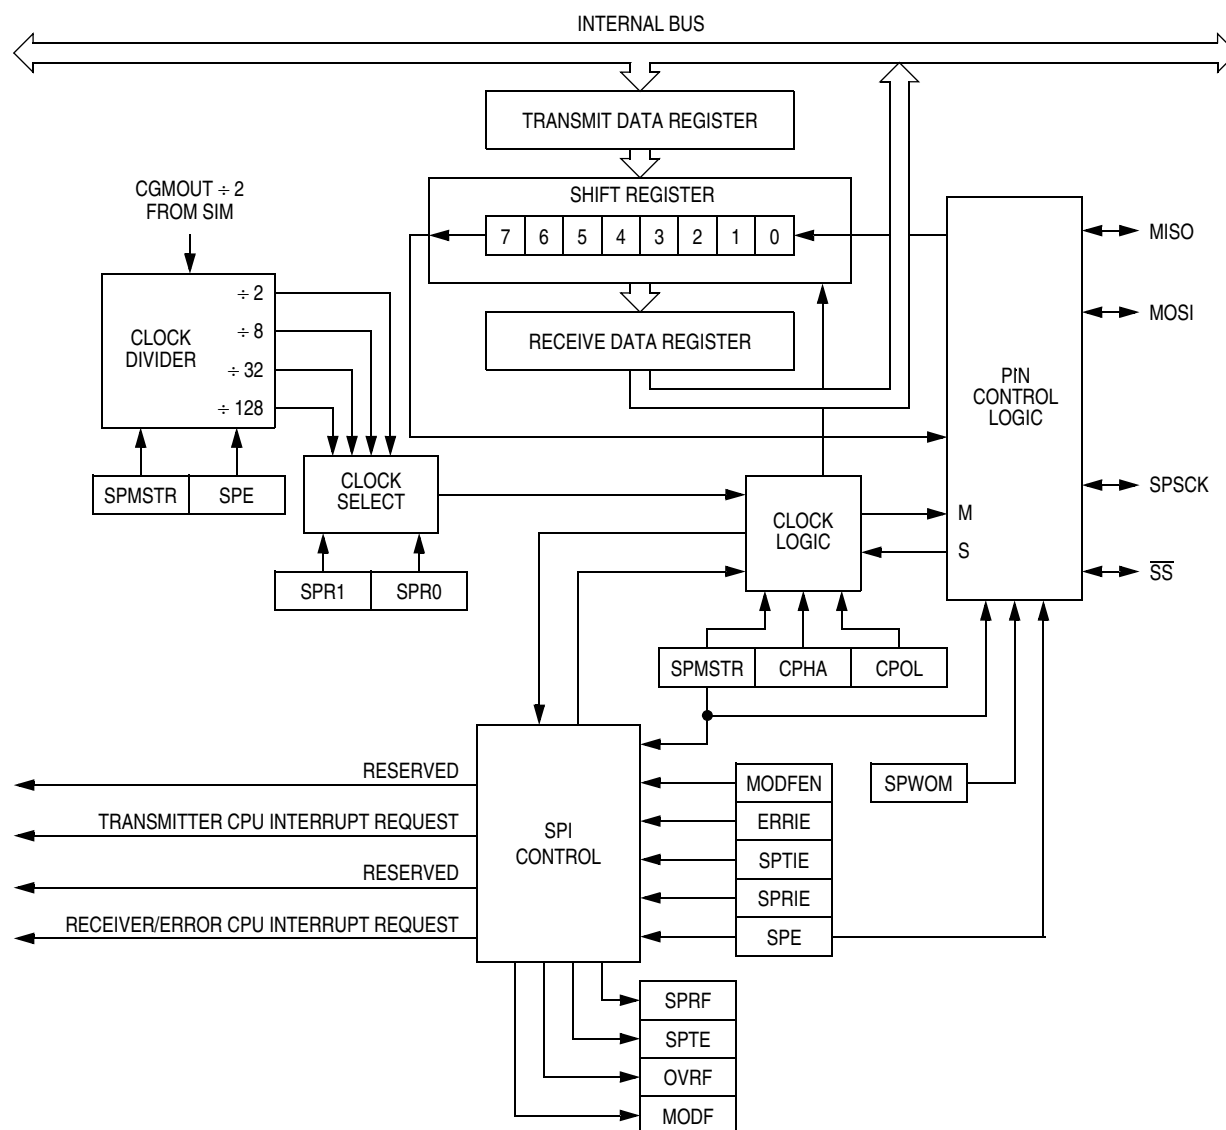 INTERNAL BUS
TRANSMIT DATA REGISTER
CGMOUT ÷ 2
FROM SIM
SHIFT REGISTER
7 6 5 4 3 2 1 0
MISO
÷ 2
MOSI
÷ 8
CLOCK
DIVIDER
RECEIVE DATA REGISTER
÷ 32
PIN
CONTROL
LOGIC
÷ 128
CLOCK
SELECT
SPMSTR SPE
SPSCK
M
CLOCK
LOGIC
S
SS
SPR1 SPR0
SPMSTR CPHA CPOL
RESERVED
MODFEN
SPWOM
TRANSMITTER CPU INTERRUPT REQUEST
ERRIE
SPI
CONTROL
SPTIE
RESERVED
SPRIE
RECEIVER/ERROR CPU INTERRUPT REQUEST
SPE
SPRF
SPTE
OVRF
MODF